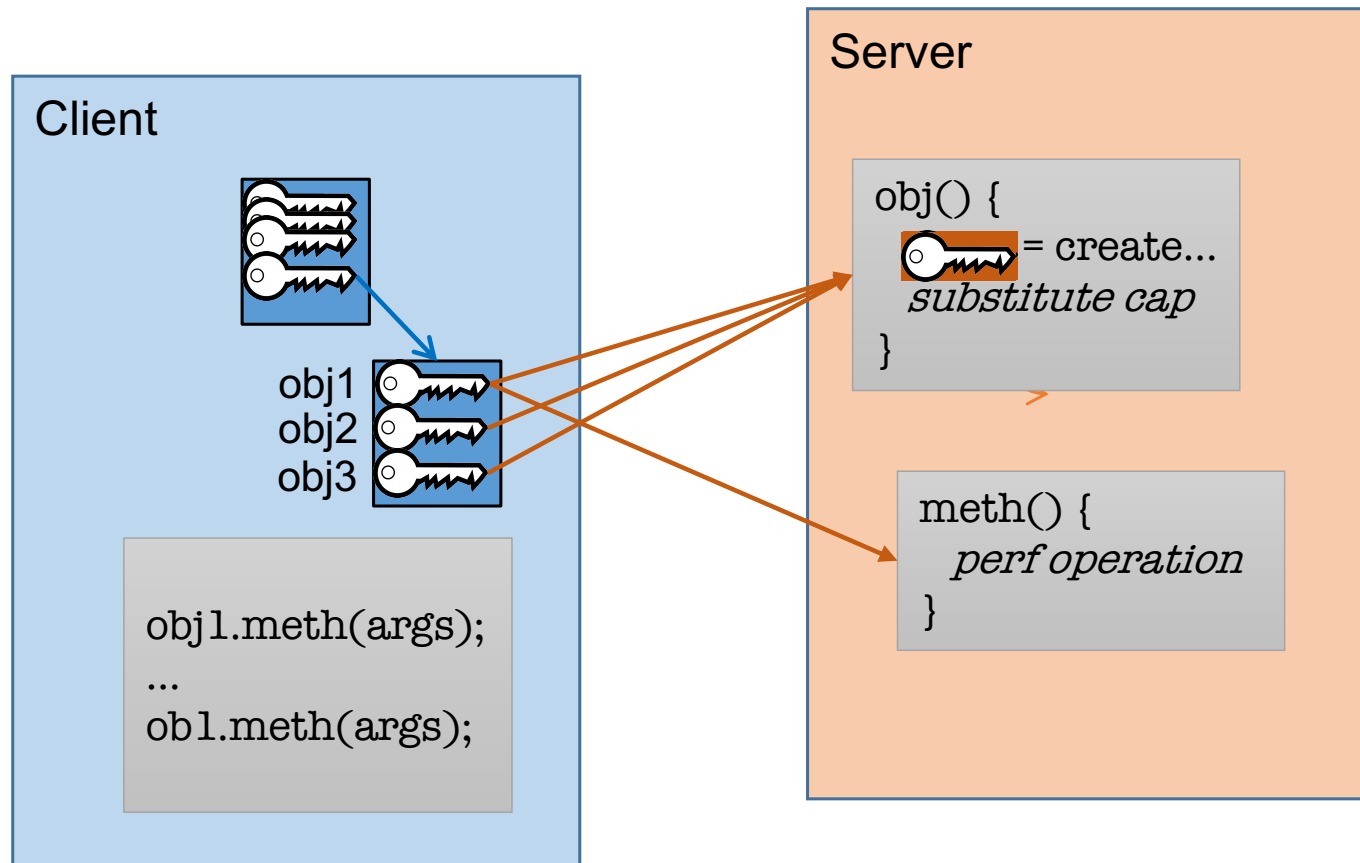 Client
obj1
obj2
obj3
obj1.meth(args);
...
ob1.meth(args);
Server
obj() {
= create...
substitute cap
}
meth() {
perf operation
}